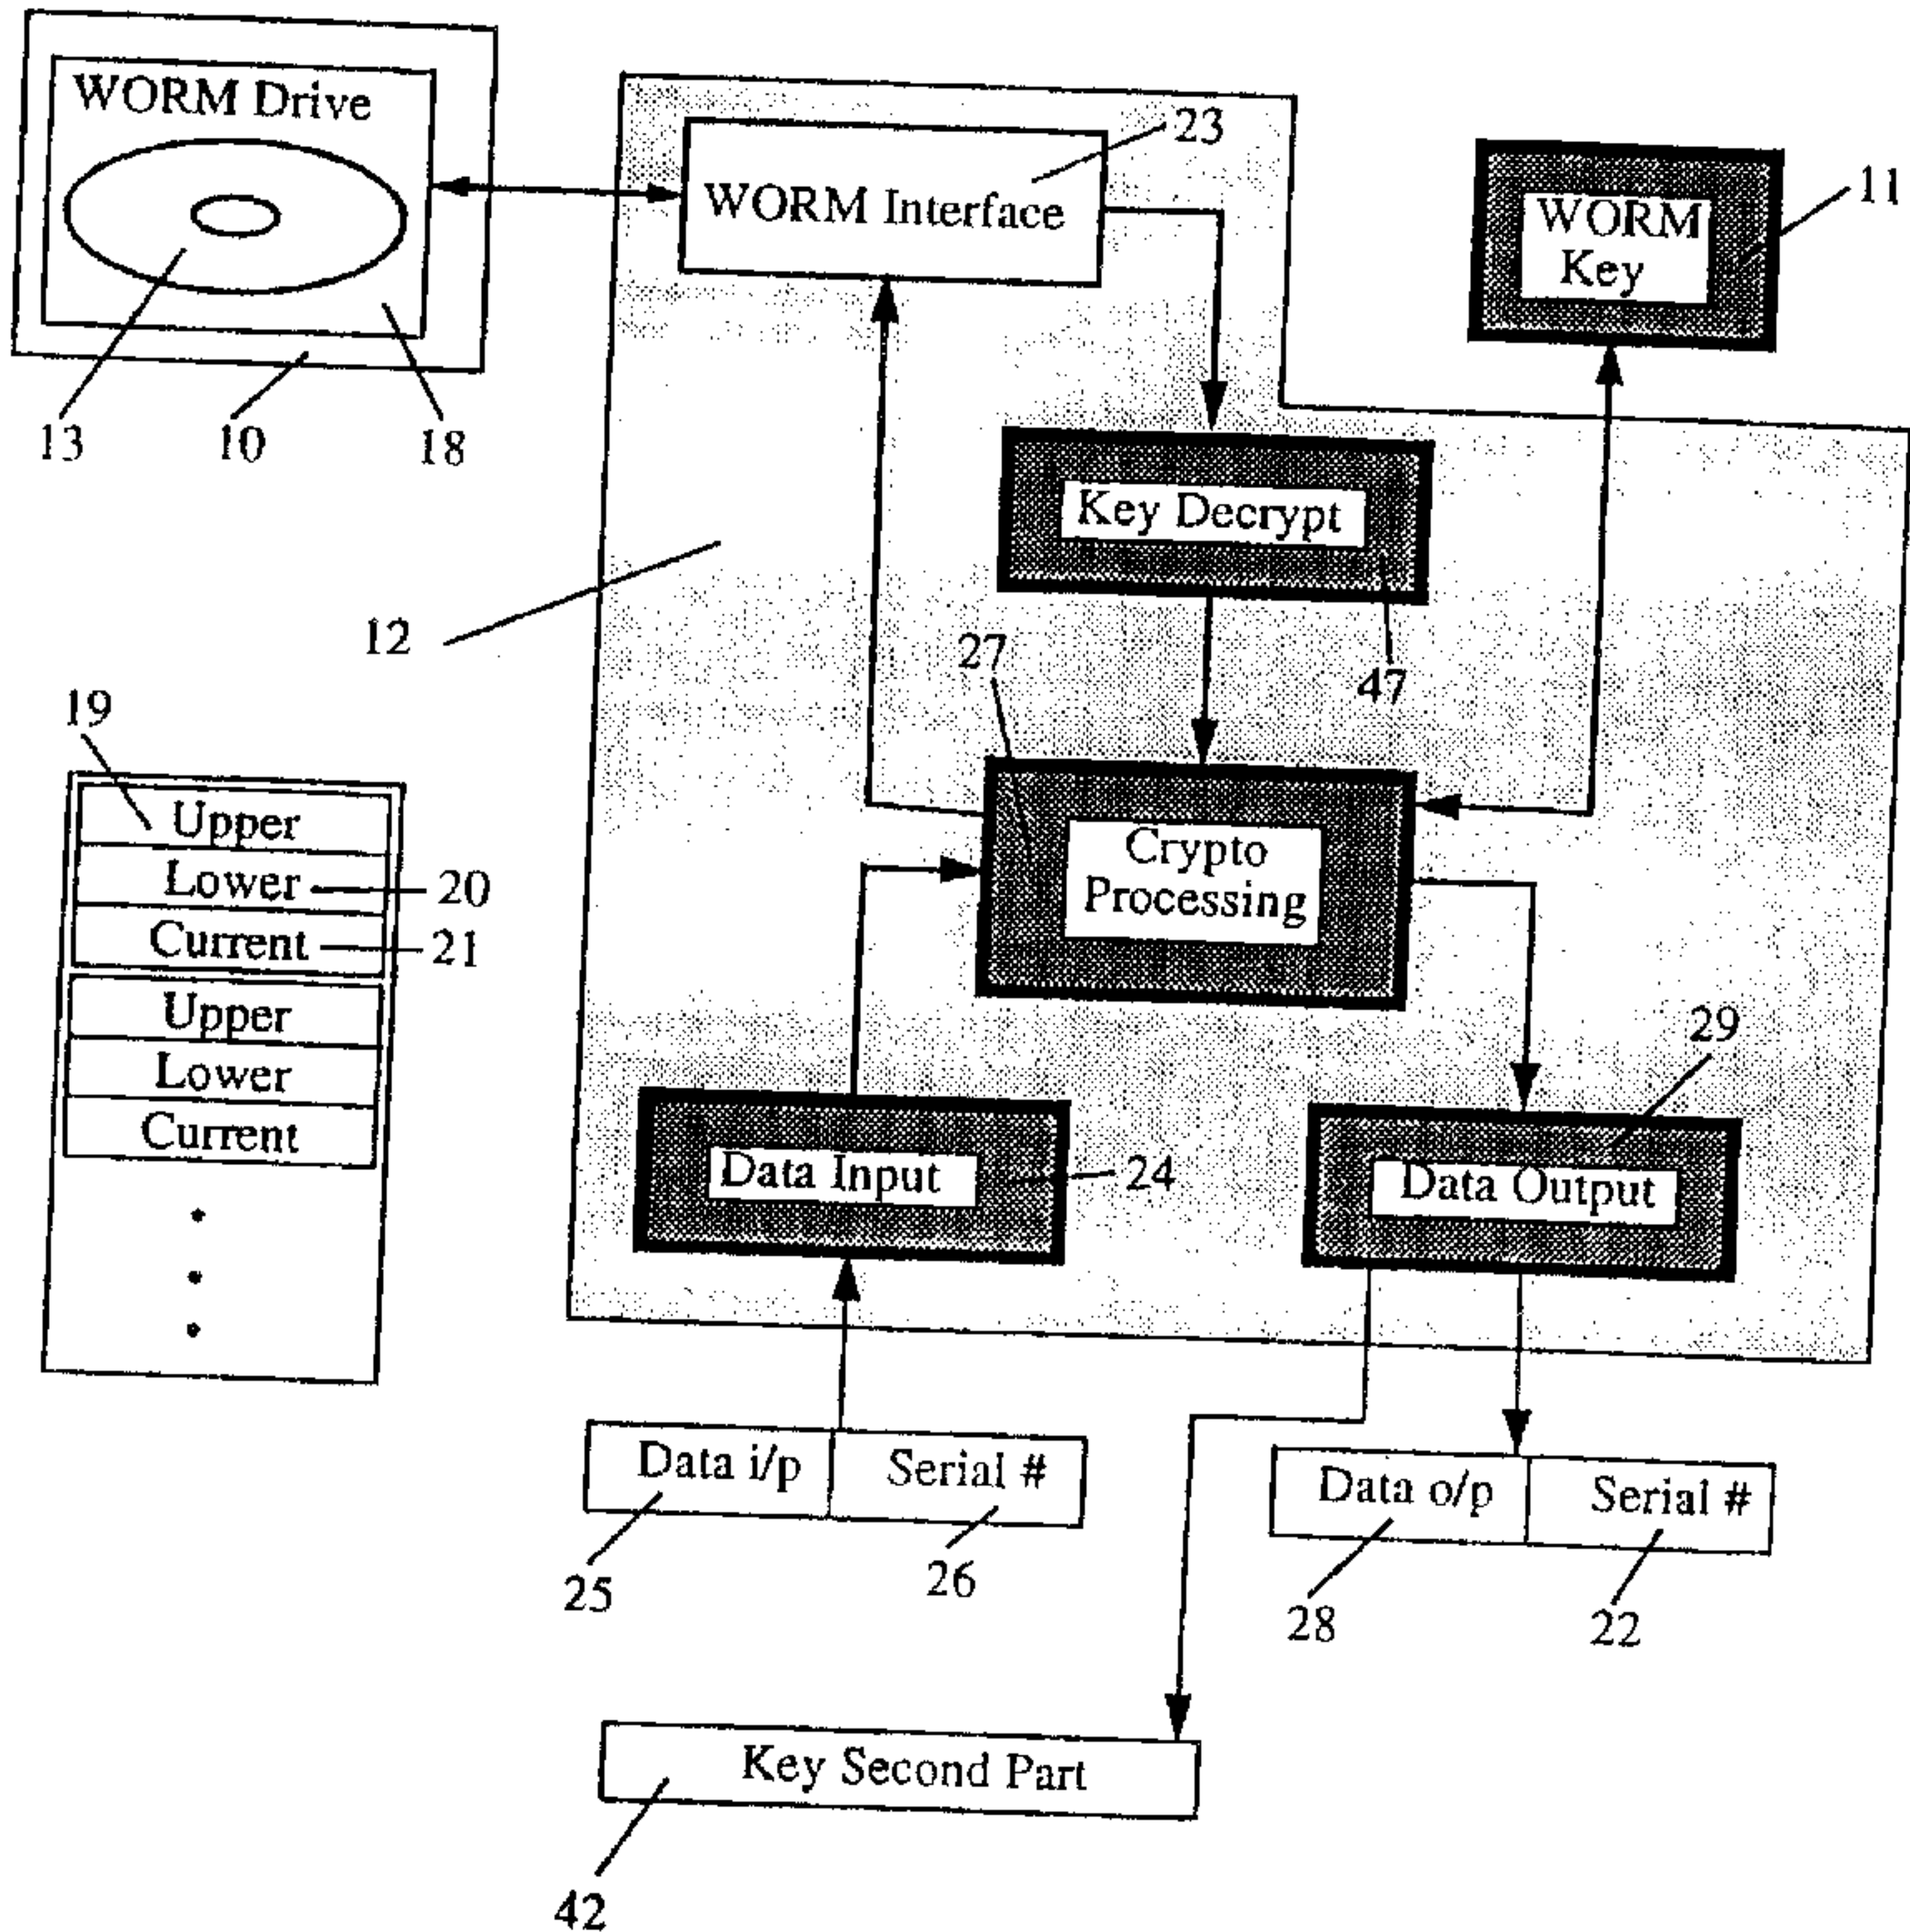 WORM Drive
13
10
18
WORM Interface
23
WORM
Key
11
Key Decrypt
47
12
27
Crypto
Processing
19
Upper
Lower
20
Current
21
Upper
Lower
Current
Data Input
24
29
Data Output
Data i/p
Serial #
25
26
Data o/p
Serial #
28
22
Key Second Part
42